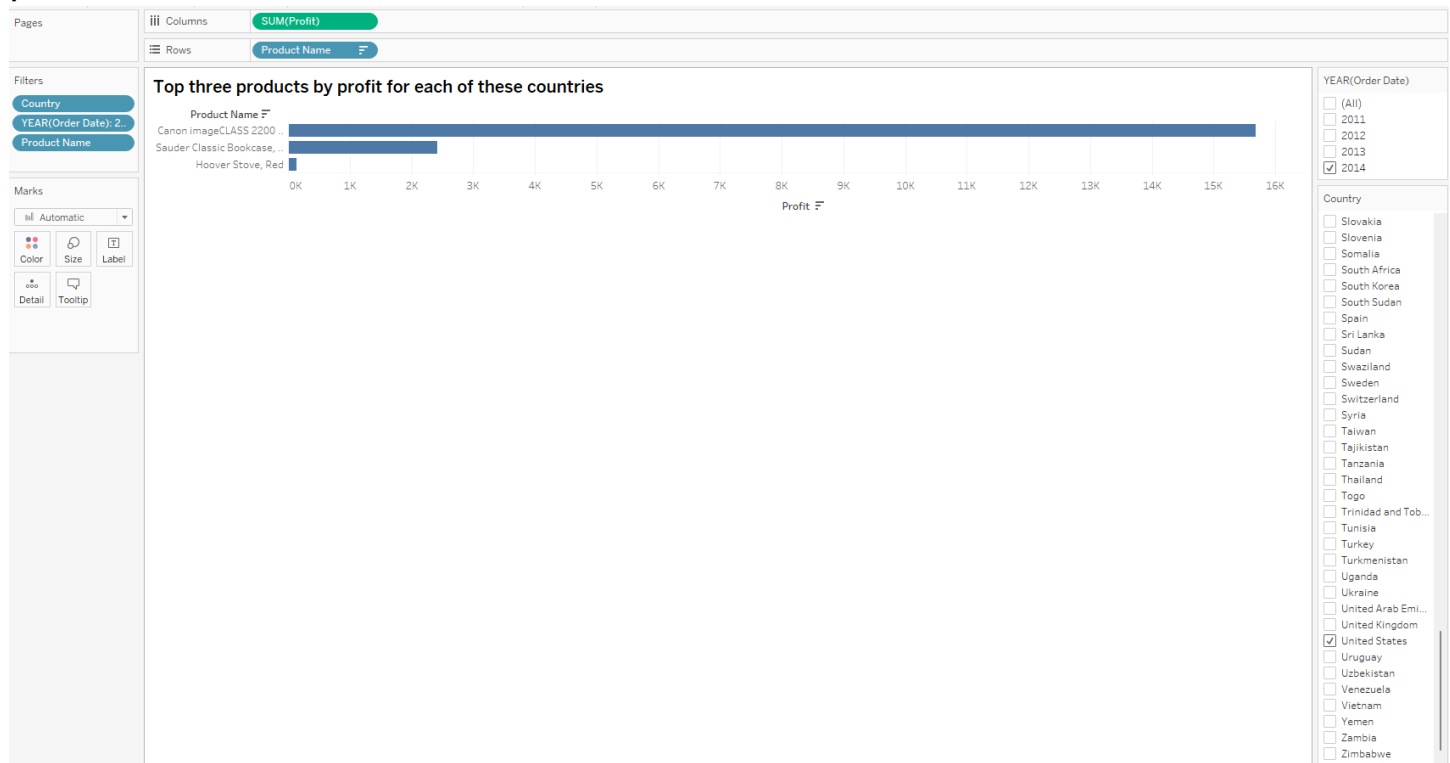 Pages
Columns
SUM(Profit)
Rows
Product Name
Filters
Country
YEAR(Order Date): 2..
Product Name
Marks
Automatic
Color
Size
Label
Detail
Tooltip
Top three products by profit for each of these countries
Product Name
Canon imageCLASS 2200 ..
Sauder Classic Bookcase, ..
Hoover Stove, Red
0K 1K 2K 3K 4K 5K 6K 7K 8K 9K 10K 11K 12K 13K 14K 15K 16K
Profit
YEAR(Order Date)
(All)
2011
2012
2013
2014
Country
Slovakia
Slovenia
Somalia
South Africa
South Korea
South Sudan
Spain
Sri Lanka
Sudan
Swaziland
Sweden
Switzerland
Syria
Taiwan
Tajikistan
Tanzania
Thailand
Togo
Trinidad and Tob...
Tunisia
Turkey
Turkmenistan
Uganda
Ukraine
United Arab Emi...
United Kingdom
United States
Uruguay
Uzbekistan
Venezuela
Vietnam
Yemen
Zambia
Zimbabwe